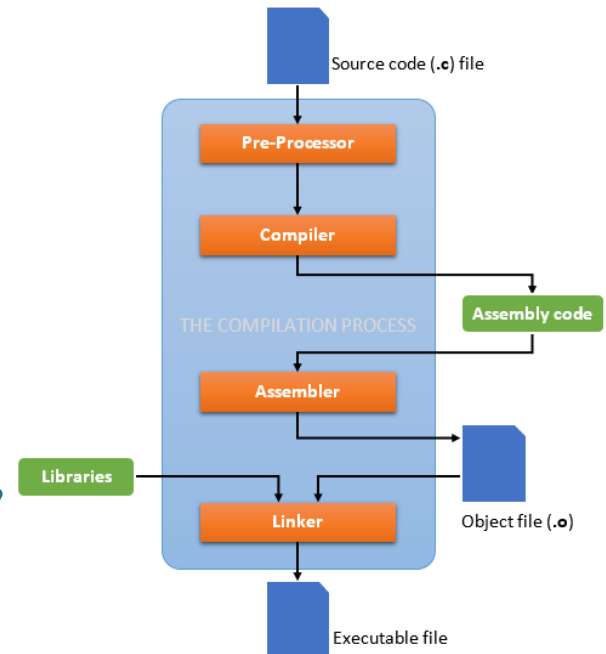 Source code (.c) file
Pre-Processor
Compiler
Assembly code
THE COMPILATION PROCESS
Assembler
Libraries
Linker
Object file (.o)
Executable file